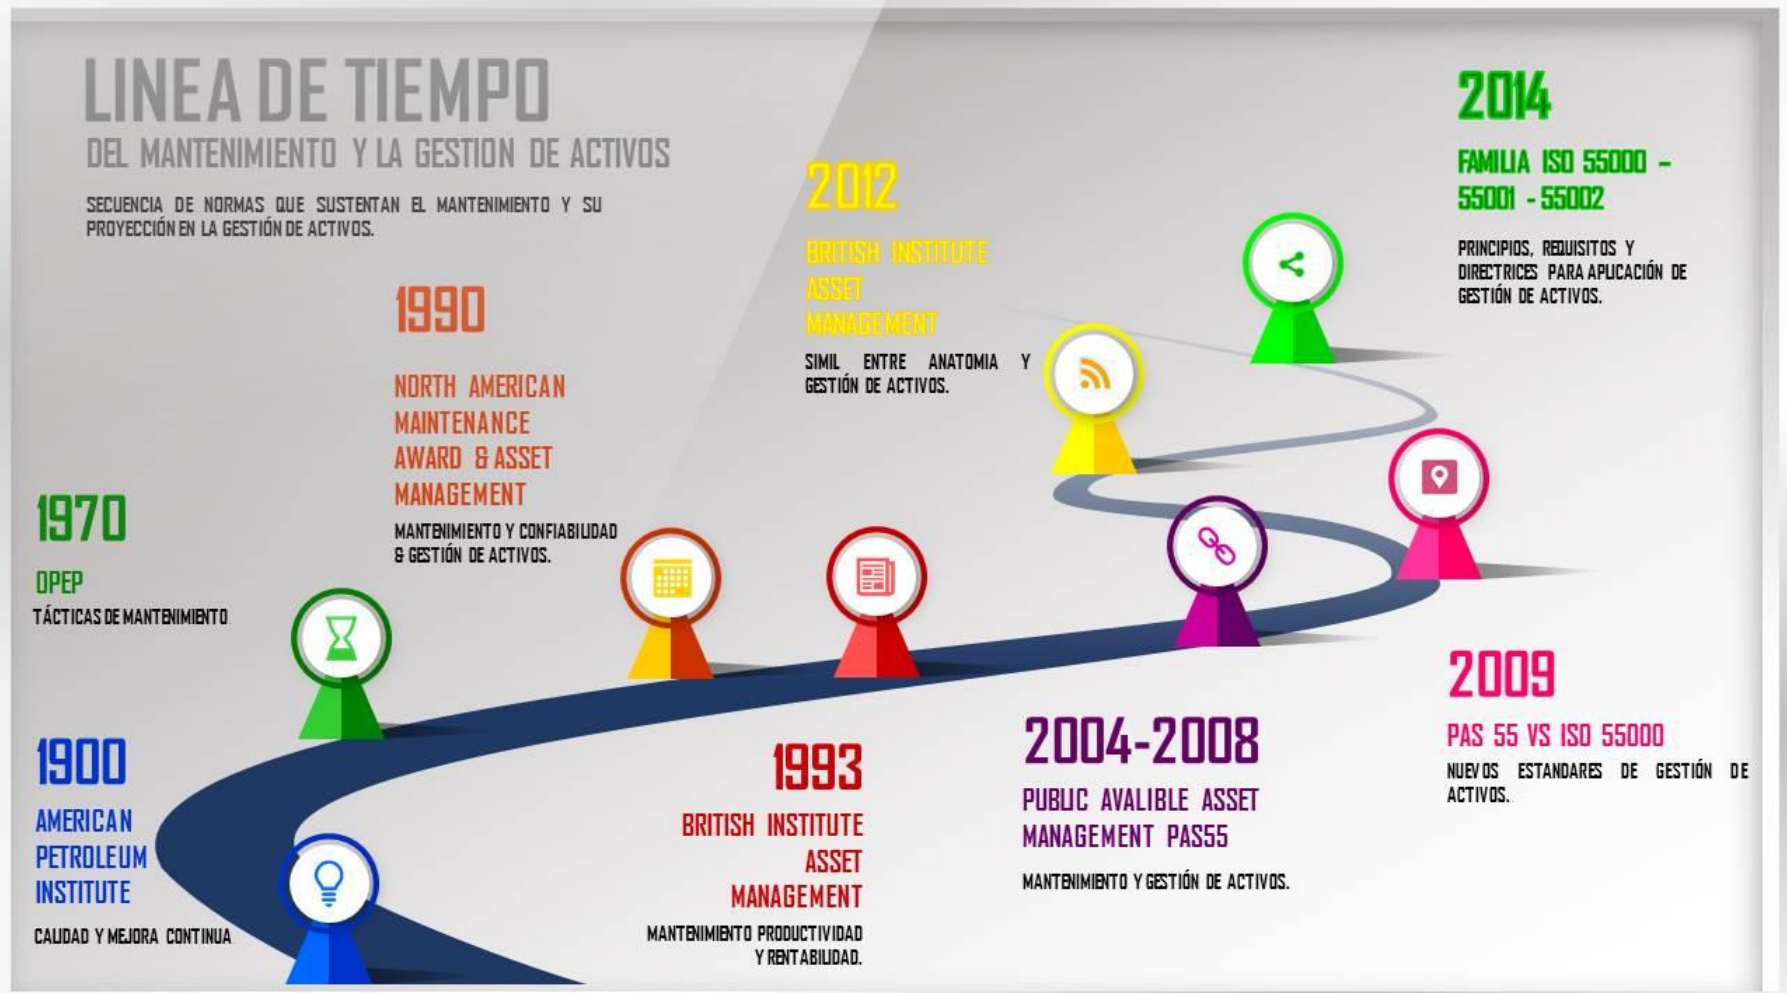 LINEA DE TIEMPO
DEL MANTENIMIENTO Y LA GESTION DE ACTIVOS
SECUENCIA DE NORMAS QUE SUSTENTAN EL MANTENIMIENTO Y SU
PROYECCIÓN EN LA GESTIÓN DE ACTIVOS.
1900
AMERICAN
PETROLEUM
INSTITUTE
CALIDAD Y MEJORA CONTINUA
1970
OPEP
TÁCTICAS DE MANTENIMIENTO
1990
NORTH AMERICAN
MAINTENANCE
AWARD & ASSET
MANAGEMENT
MANTENIMIENTO Y CONFIABILIDAD
& GESTIÓN DE ACTIVOS.
1993
BRITISH INSTITUTE
ASSET
MANAGEMENT
MANTENIMIENTO PRODUCTIVIDAD
Y RENTABILIDAD.
2004-2008
PUBLIC AVALIBLE ASSET
MANAGEMENT PAS55
MANTENIMIENTO Y GESTIÓN DE ACTIVOS.
2009
PAS 55 VS ISO 55000
NUEVOS ESTANDARES DE GESTIÓN DE
ACTIVOS.
2012
BRITISH INSTITUTE
ASSET
MANAGEMENT
SIMIL ENTRE ANATOMIA Y
GESTIÓN DE ACTIVOS.
2014
FAMILIA ISO 55000 –
55001 - 55002
PRINCIPIOS, REQUISITOS Y
DIRECTRICES PARA APLICACIÓN DE
GESTIÓN DE ACTIVOS.